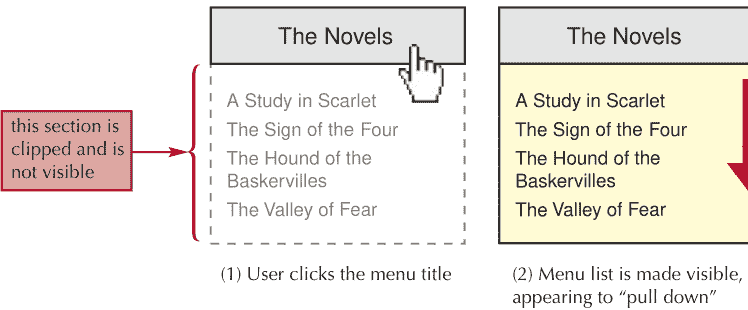 The Novels
this section is
clipped and is
not visible
A Study in Scarlet
The Sign of the Four
The Hound of the
Baskervilles
The Valley of Fear
(1) User clicks the menu title
The Novels
A Study in Scarlet
The Sign of the Four
The Hound of the
Baskervilles
The Valley of Fear
(2) Menu list is made visible,
appearing to “pull down”